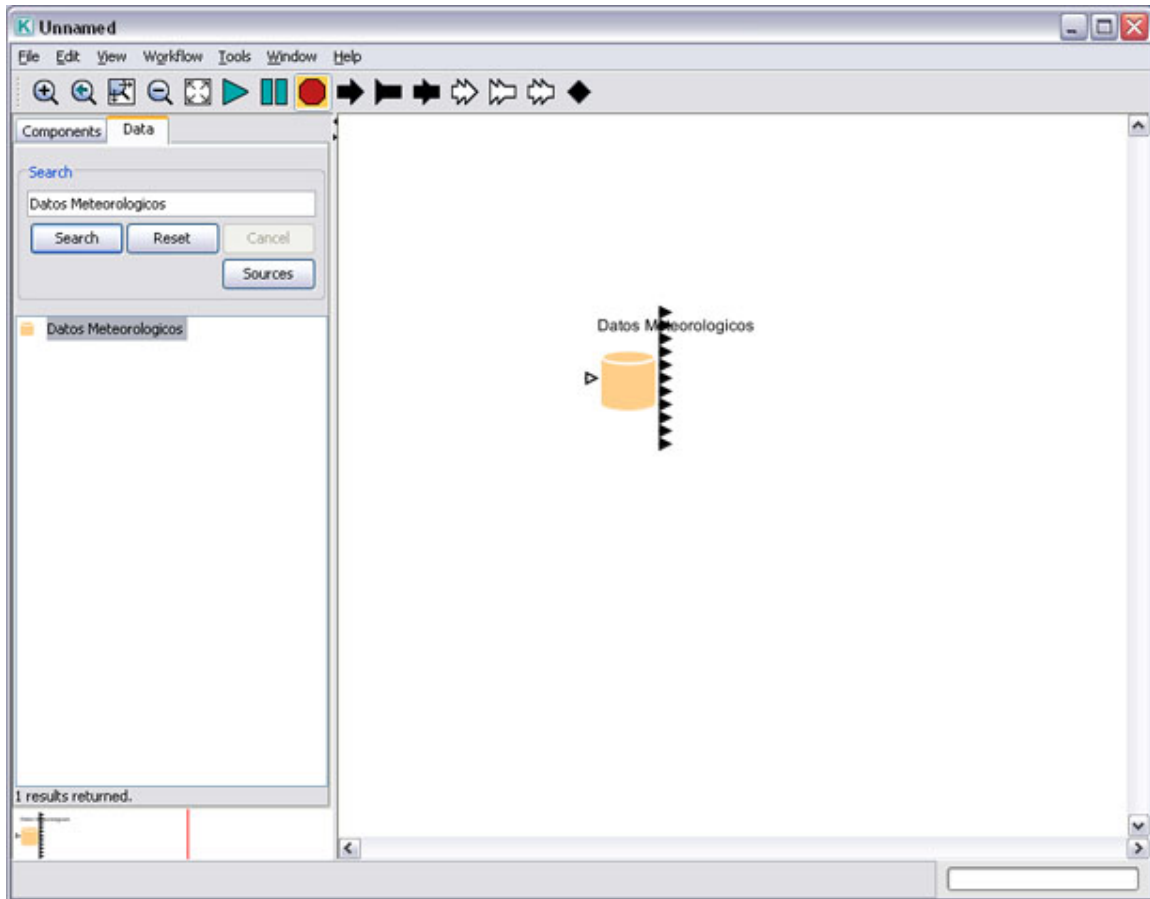 K Unnamed
File Edit View Workflow Tools Window Help
Components Data
Search
Datos Meteorologicos
Search Reset Cancel
Sources
Datos Meteorologicos
Datos Meteorologicos
1 results returned.